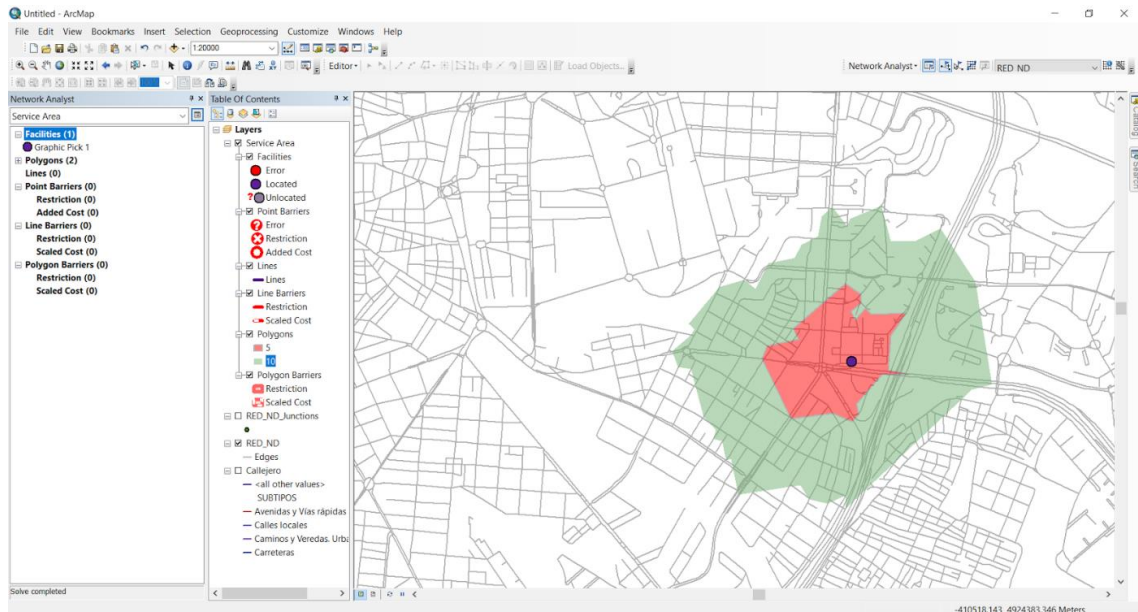 Untitled - ArcMap
File Edit View Bookmarks Insert Selection Geoprocessing Customize Windows Help
1:20000
Editor
Load Objects...
Network Analyst
RED_ND
Network Analyst
Service Area
Facilities (1)
Graphic Pick 1
Polygons (2)
Lines (0)
Point Barriers (0)
Restriction (0)
Added Cost (0)
Line Barriers (0)
Restriction (0)
Scaled Cost (0)
Polygon Barriers (0)
Restriction (0)
Scaled Cost (0)
Solve completed
Table Of Contents
Layers
Service Area
Facilities
Error
Located
? Unlocated
Point Barriers
? Error
Restriction
Added Cost
Lines
Lines
Line Barriers
Restriction
Scaled Cost
Polygons
5
10
Polygon Barriers
Restriction
Scaled Cost
RED_ND_Junctions
RED_ND
Edges
Callejero
<all other values>
SUBTIPOS
Avenidas y Vías rápidas
Calles locales
Caminos y Veredas. Urba
Carreteras
Catalog
Search
-410518,143 4924383,346 Meters